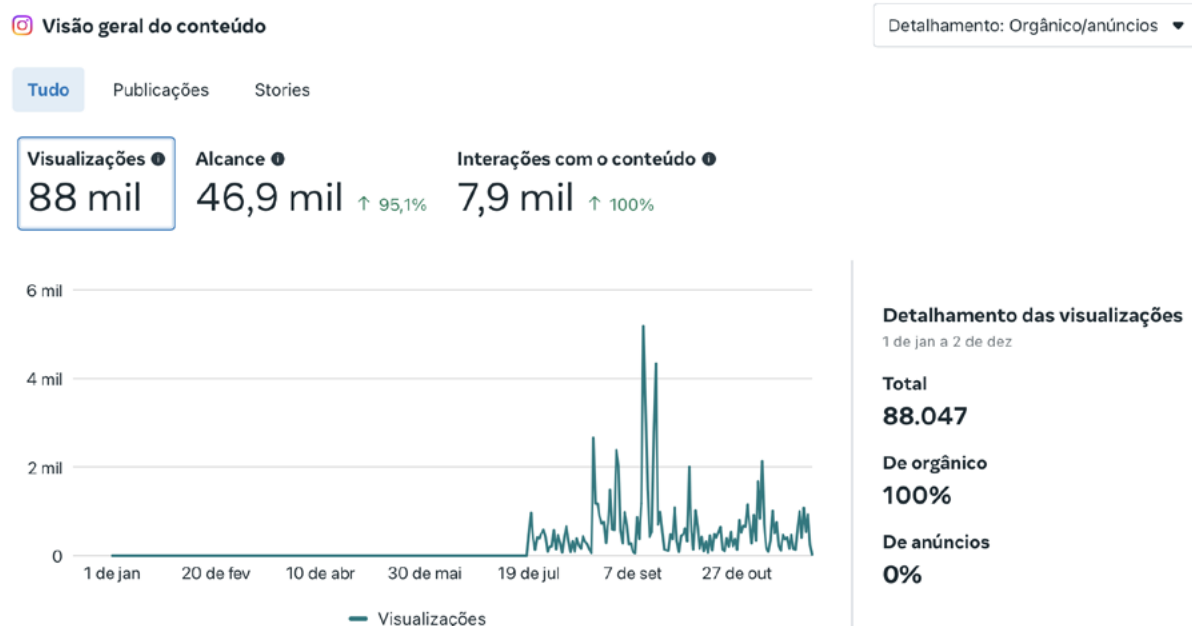 Visão geral do conteúdo
Detalhamento: Orgânico/anúncios
Tudo Publicações Stories
Visualizações Alcance Interações com o conteúdo
88 mil 46,9 mil ↑ 95,1% 7,9 mil ↑ 100%
6 mil
4 mil
2 mil
0
1 de jan 20 de fev 10 de abr 30 de mai 19 de jul 7 de set 27 de out
Visualizações
Detalhamento das visualizações
1 de jan a 2 de dez
Total
88.047
De orgânico
100%
De anúncios
0%